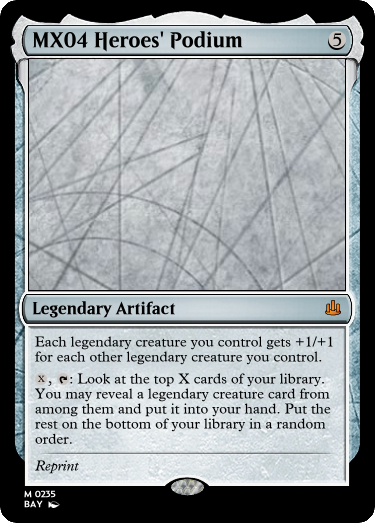 MX04 Heroes' Podium 5
Legendary Artifact
Each legendary creature you control gets +1/+1
for each other legendary creature you control.
X, T: Look at the top X cards of your library.
You may reveal a legendary creature card from
among them and put it into your hand. Put the
rest on the bottom of your library in a random
order.
Reprint
M 0235
BAY